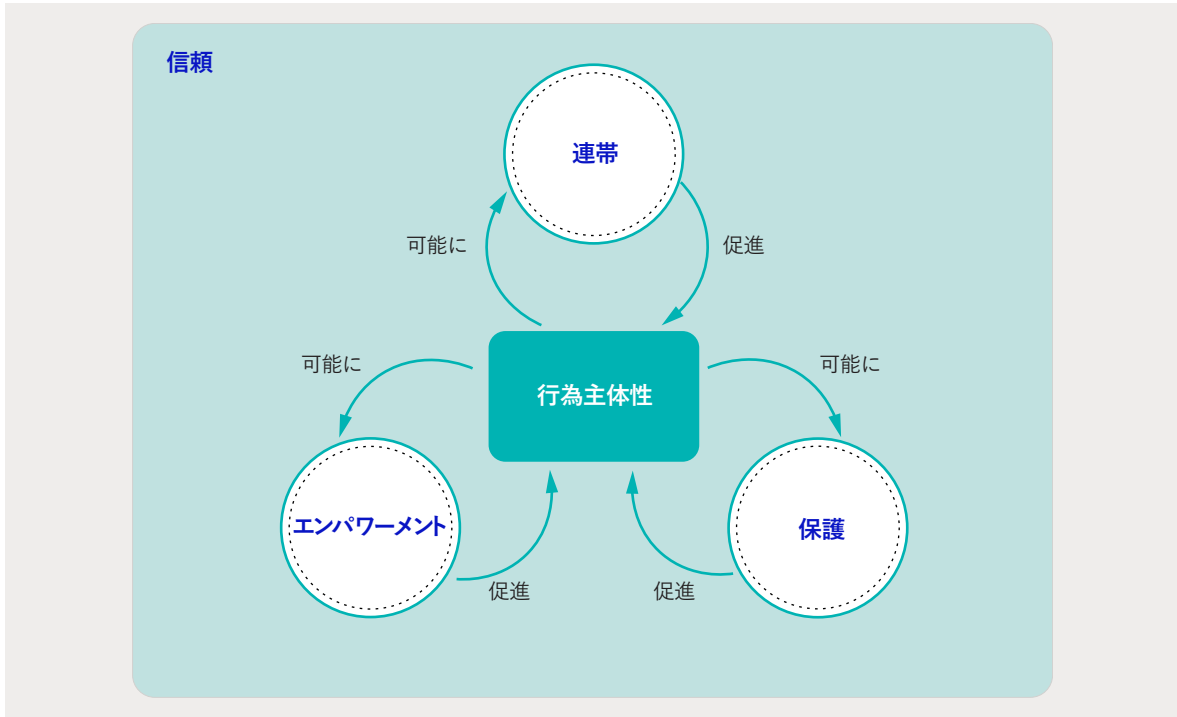 信頼
連帯
可能に
促進
可能に
可能に
行為主体性
エンパワーメント
保護
促進
促進